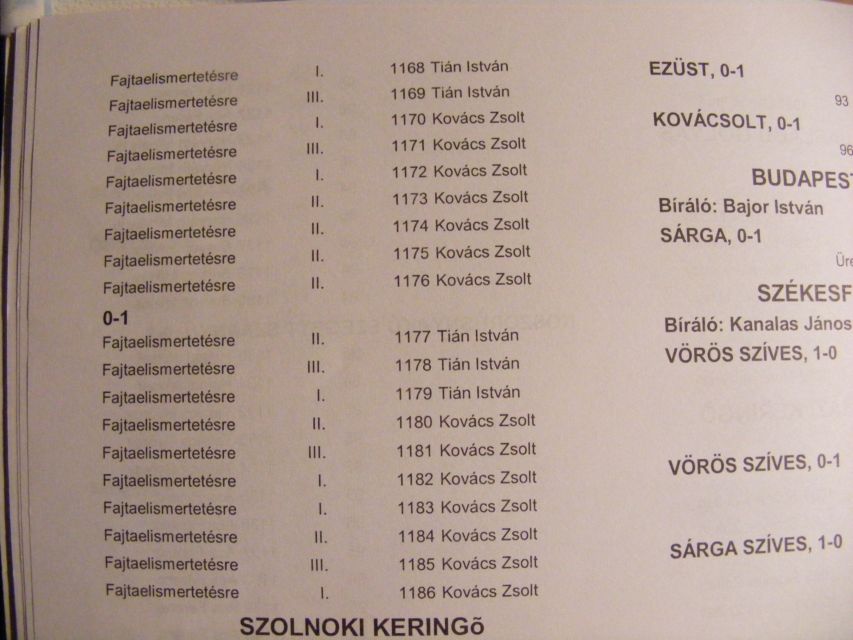 Fajtaelismertetésre I. 1168 Tián István
Fajtaelismertetésre III. 1169 Tián István
Fajtaelismertetésre I. 1170 Kovács Zsolt
Fajtaelismertetésre III. 1171 Kovács Zsolt
Fajtaelismertetésre I. 1172 Kovács Zsolt
Fajtaelismertetésre II. 1173 Kovács Zsolt
Fajtaelismertetésre II. 1174 Kovács Zsolt
Fajtaelismertetésre II. 1175 Kovács Zsolt
Fajtaelismertetésre II. 1176 Kovács Zsolt
0-1
Fajtaelismertetésre II. 1177 Tián István
Fajtaelismertetésre III. 1178 Tián István
Fajtaelismertetésre I. 1179 Tián István
Fajtaelismertetésre II. 1180 Kovács Zsolt
Fajtaelismertetésre III. 1181 Kovács Zsolt
Fajtaelismertetésre I. 1182 Kovács Zsolt
Fajtaelismertetésre I. 1183 Kovács Zsolt
Fajtaelismertetésre II. 1184 Kovács Zsolt
Fajtaelismertetésre III. 1185 Kovács Zsolt
Fajtaelismertetésre I. 1186 Kovács Zsolt
SZOLNOKI KERINGõ
EZÜST, 0-1
93
KOVÁCSOLT, 0-1
96
BUDAPEST
Bíráló: Bajor István
SÁRGA, 0-1
Üre
SZÉKESF
Bíráló: Kanalas János
VÖRÖS SZÍVES, 1-0
VÖRÖS SZÍVES, 0-1
SÁRGA SZÍVES, 1-0